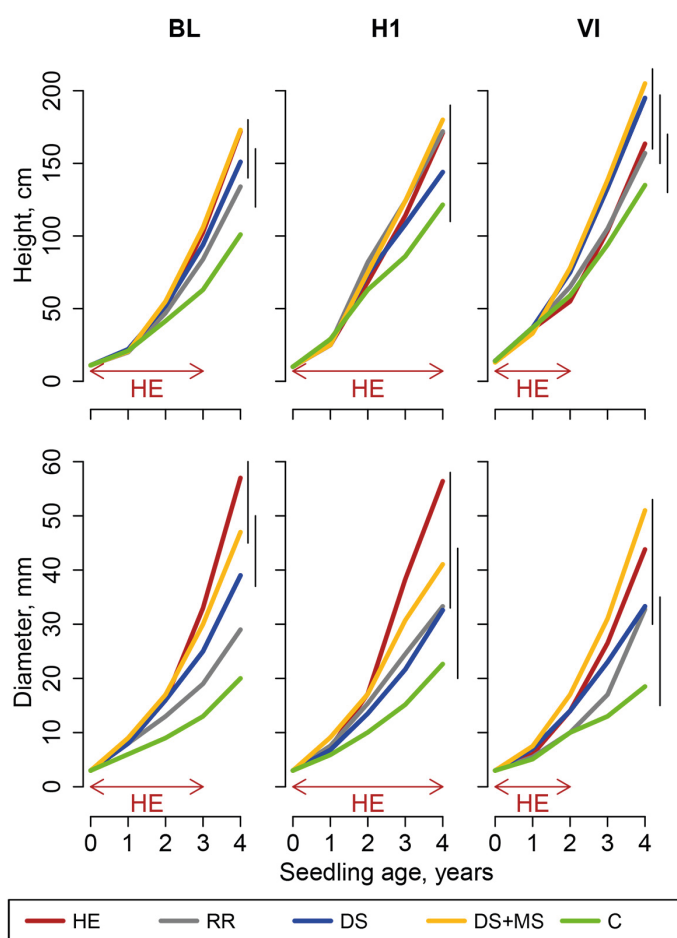 BL H1 VI
Height, cm
0 50 100 150 200
HE HE HE
Diameter, mm
0 10 20 30 40 50 60
HE HE HE
0 1 2 3 4 0 1 2 3 4 0 1 2 3 4
Seedling age, years
HE RR DS DS+MS C